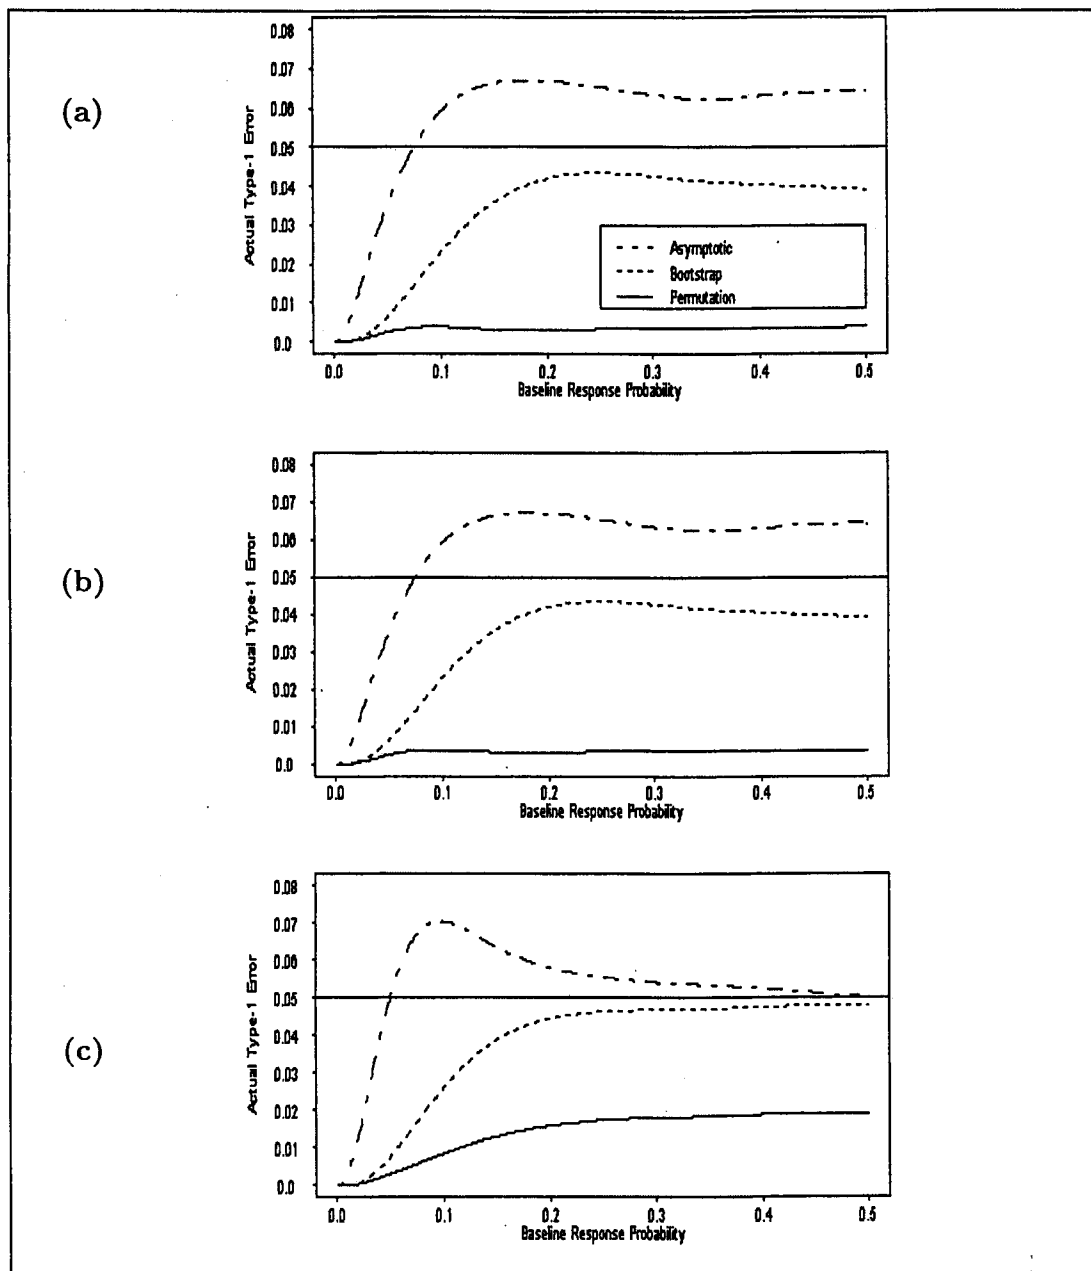 (a)
Actual Type-1 Error
0.08
0.07
0.06
0.05
0.04
0.03
0.02
0.01
0.0
Asymptotic
Bootstrap
Permutation
0.0 0.1 0.2 0.3 0.4 0.5
Baseline Response Probability
(b)
Actual Type-1 Error
0.08
0.07
0.06
0.05
0.04
0.03
0.02
0.01
0.0
0.0 0.1 0.2 0.3 0.4 0.5
Baseline Response Probability
(c)
Actual Type-1 Error
0.08
0.07
0.06
0.05
0.04
0.03
0.02
0.01
0.0
0.0 0.1 0.2 0.3 0.4 0.5
Baseline Response Probability